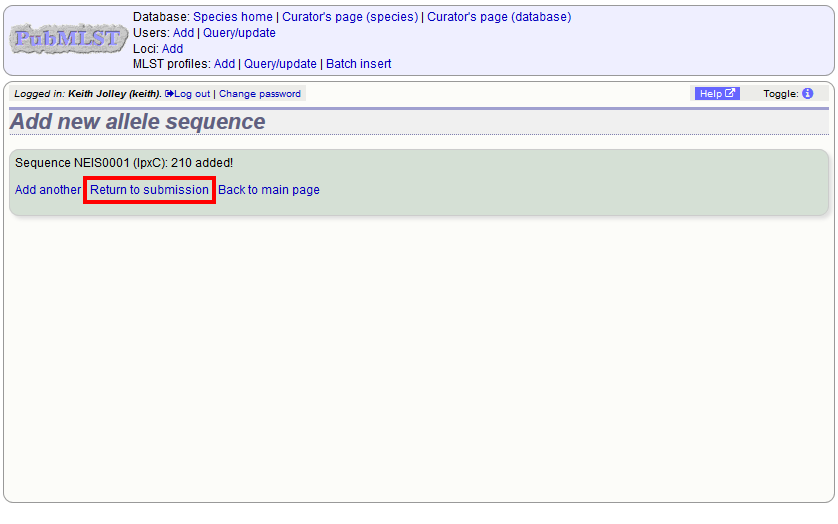 PubMLST
Database: Species home | Curator's page (species) | Curator's page (database)
Users: Add | Query/update
Loci: Add
MLST profiles: Add | Query/update | Batch insert
Logged in: Keith Jolley (keith). Log out | Change password
Help
Toggle:
Add new allele sequence
Sequence NEIS0001 (lpxC): 210 added!
Add another Return to submission Back to main page